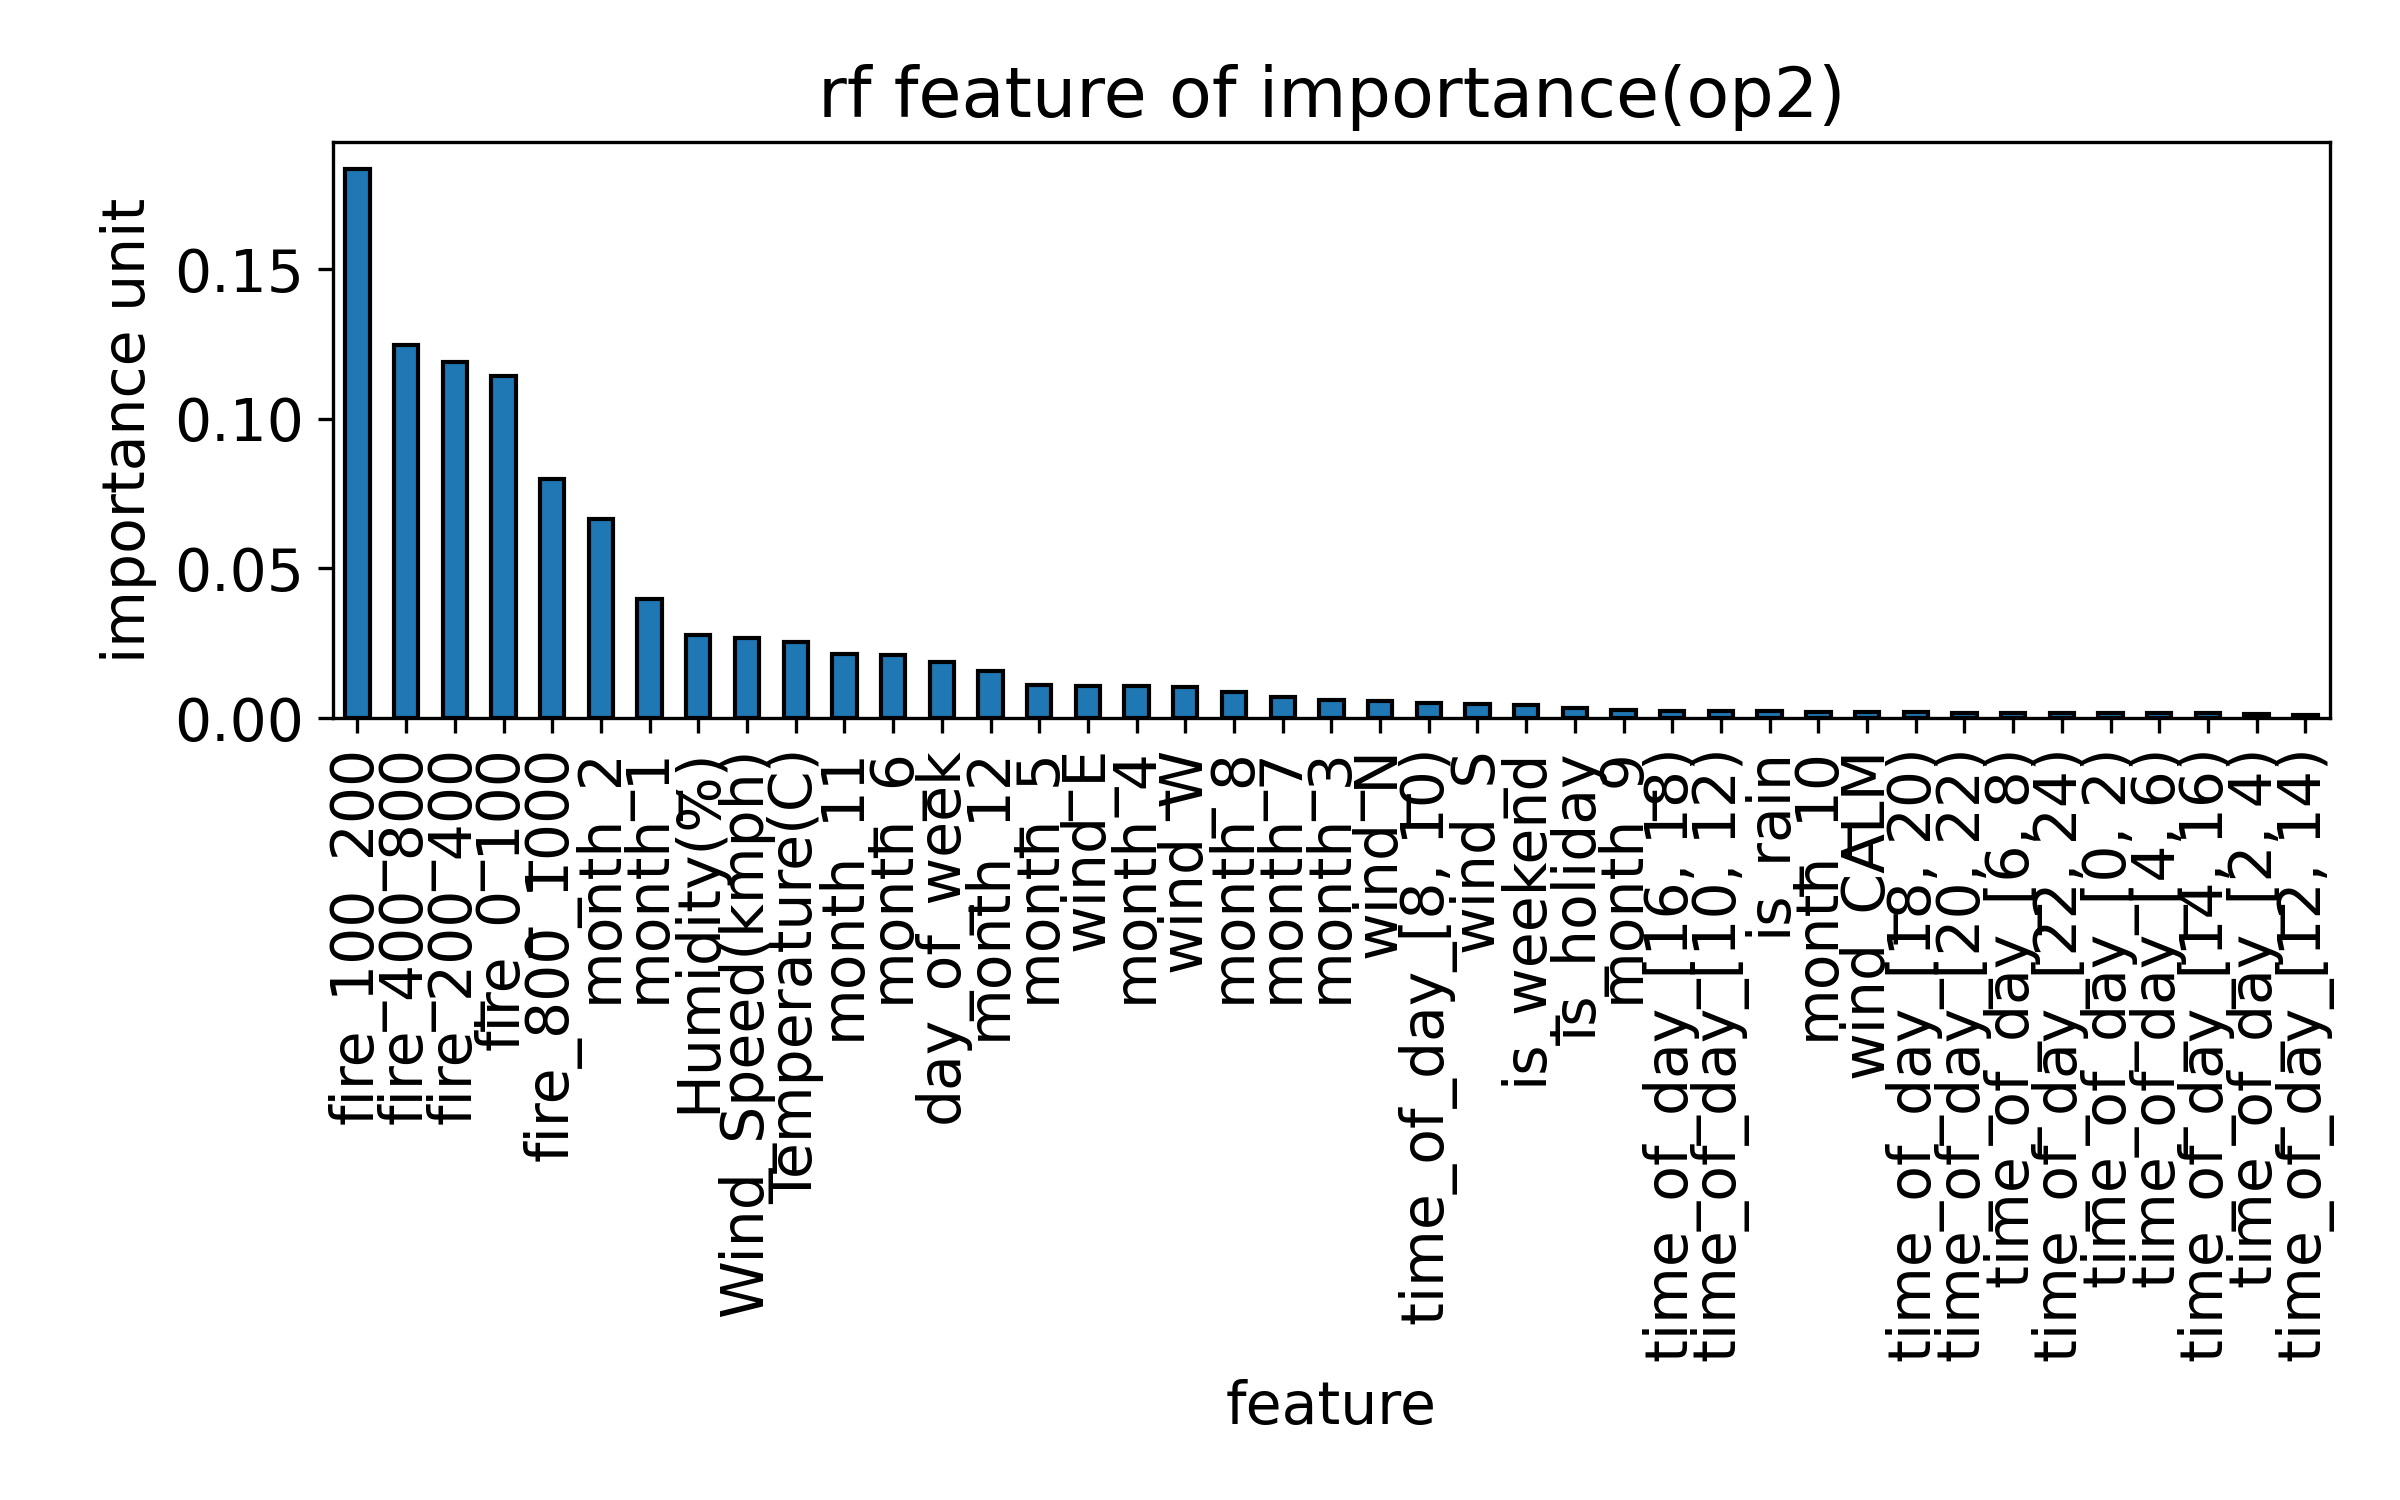 rf feature of importance(op2)
importance unit
0.15
0.10
0.05
0.00
fire_100_200
fire_400_800
fire_200_400
fire_0_100
fire_800_1000
month_2
month_1
Humidity(%)
Wind_Speed(kmph)
Temperature(C)
month_11
month_6
day_of_week
month_12
month_5
wind_E
month_4
wind_W
month_8
month_7
month_3
wind_N
time_of_day_[8, 10)
wind_S
is_weekend
is_holiday
month_9
time_of_day_[16, 18)
time_of_day_[10, 12)
is_rain
month_10
wind_CALM
time_of_day_[18, 20)
time_of_day_[20, 22)
time_of_day_[6, 8)
time_of_day_[22, 24)
time_of_day_[0, 2)
time_of_day_[4, 6)
time_of_day_[14, 16)
time_of_day_[2, 4)
time_of_day_[12, 14)
feature